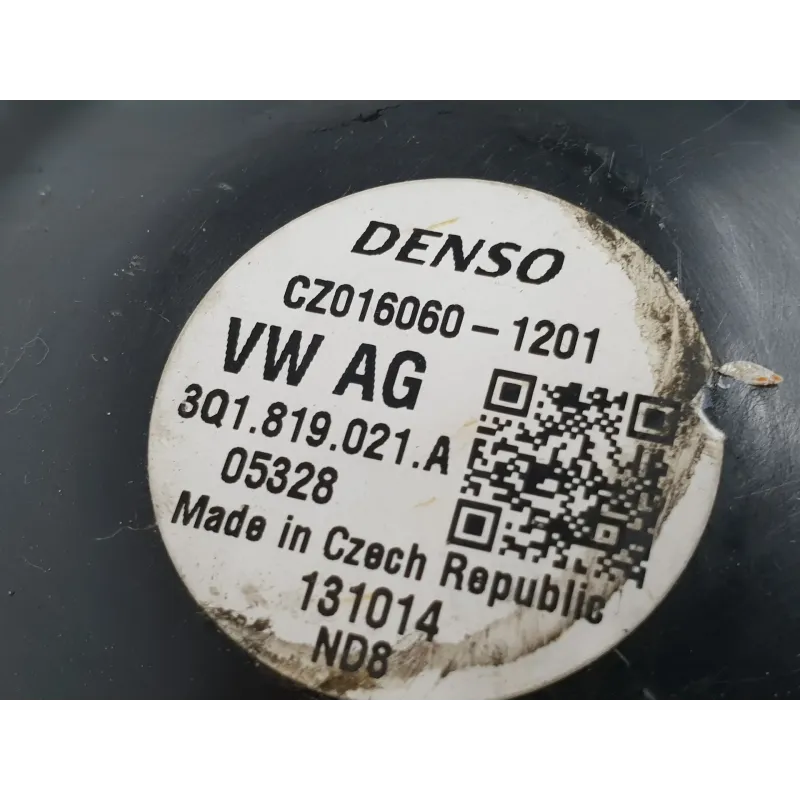 DENSO
CZ016060-1201
VW AG
3Q1.819.021.A
05328
Made in Czech Republic
131014
ND8